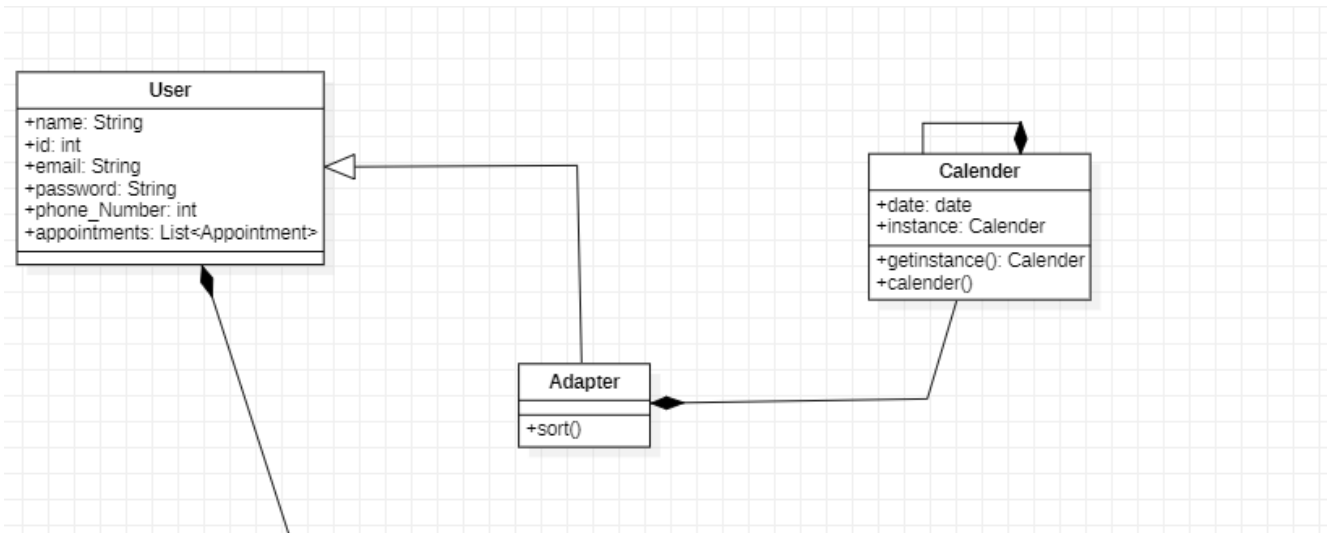 User
+name: String
+id: int
+email: String
+password: String
+phone_Number: int
+appointments: List<Appointment>
Calender
+date: date
+instance: Calender
+getinstance(): Calender
+calender()
Adapter
+sort()